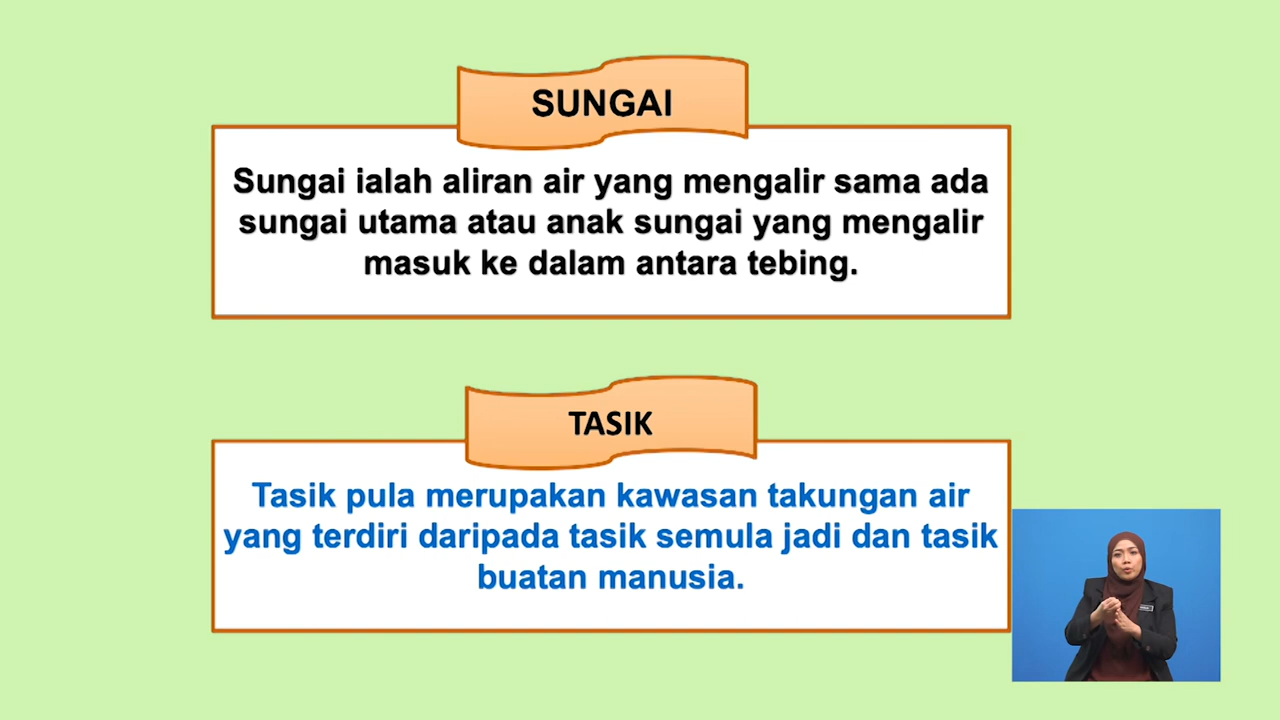 SUNGAI
Sungai ialah aliran air yang mengalir sama ada
sungai utama atau anak sungai yang mengalir
masuk ke dalam antara tebing.
TASIK
Tasik pula merupakan kawasan takungan air
yang terdiri daripada tasik semula jadi dan tasik
buatan manusia.